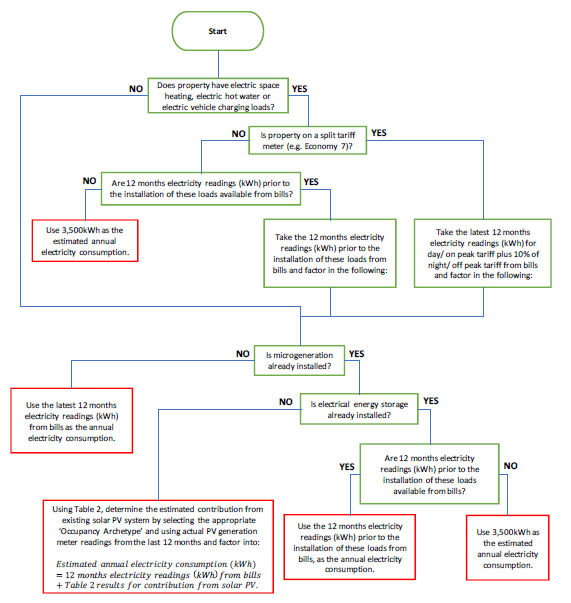 Start
Does property have electric space
heating, electric hot water or
electric vehicle charging loads?
NO
YES
Is property on a split tariff
meter (e.g. Economy 7)?
NO
YES
Are 12 months electricity readings (kWh) prior to
the installation of these loads available from bills?
NO
YES
Use 3,500kWh as the
estimated annual
electricity consumption.
Take the 12 months electricity
readings (kWh) prior to the
installation of these loads from
bills and factor in the following:
Take the latest 12 months
electricity readings (kWh) for
day/ on peak tariff plus 10% of
night/ off peak tariff from bills
and factor in the following:
Is microgeneration
already installed?
NO
YES
Use the latest 12 months
electricity readings (kWh)
from bills as the annual
electricity consumption.
Is electrical energy storage
already installed?
NO
YES
Are 12 months electricity
readings (kWh) prior to the
installation of these loads
available from bills?
YES
NO
Using Table 2, determine the estimated contribution from
existing solar PV system by selecting the appropriate
‘Occupancy Archetype’ and using actual PV generation
meter readings from the last 12 months and factor into:
Estimated annual electricity consumption (kWh)
= 12 months electricity readings (kWh) from bills
+ Table 2 results for contribution from solar PV.
Use the 12 months electricity
readings (kWh) prior to the
installation of these loads from
bills, as the annual electricity
consumption.
Use 3,500kWh as
the estimated
annual electricity
consumption.